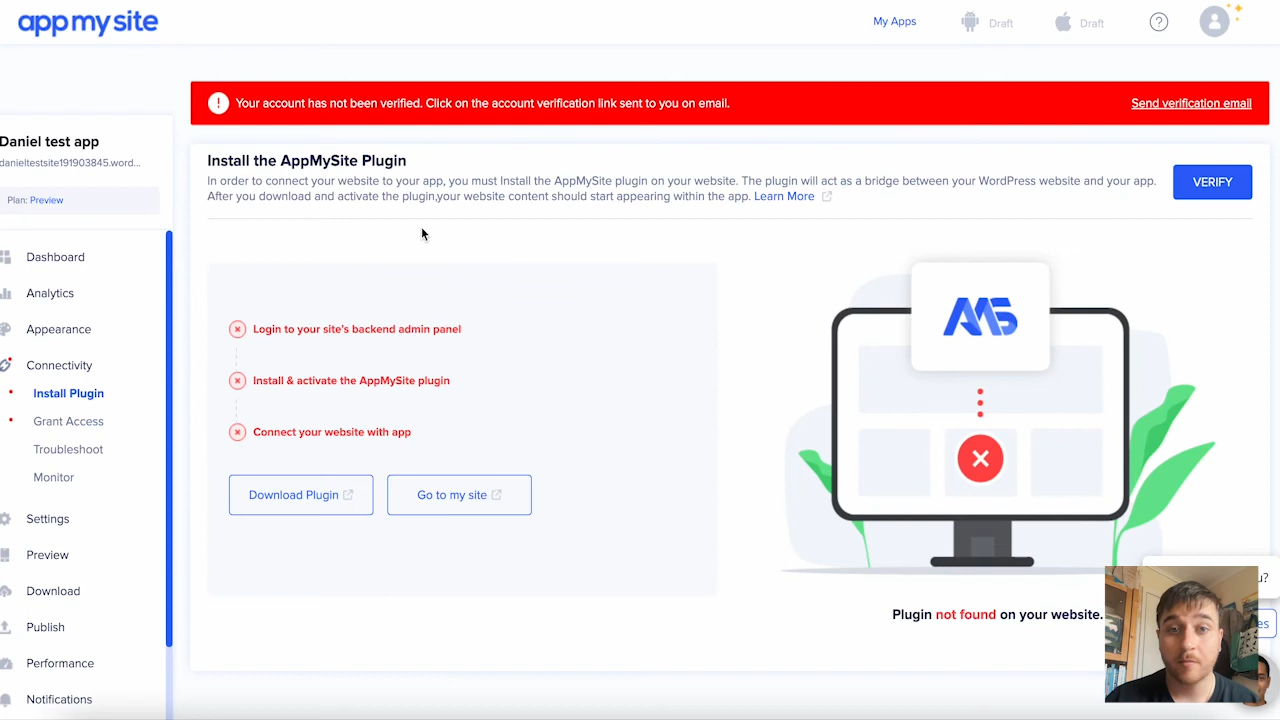 app my site
My Apps
Draft
Draft
?
! Your account has not been verified. Click on the account verification link sent to you on email.
Send verification email
Daniel test app
danieltestsite191903845.word...
Plan: Preview
Install the AppMySite Plugin
In order to connect your website to your app, you must Install the AppMySite plugin on your website. The plugin will act as a bridge between your WordPress website and your app.
After you download and activate the plugin,your website content should start appearing within the app. Learn More
VERIFY
Dashboard
Analytics
Appearance
Connectivity
Install Plugin
Grant Access
Troubleshoot
Monitor
Settings
Preview
Download
Publish
Performance
Notifications
Login to your site's backend admin panel
Install & activate the AppMySite plugin
Connect your website with app
Download Plugin
Go to my site
AMS
Plugin not found on your website.